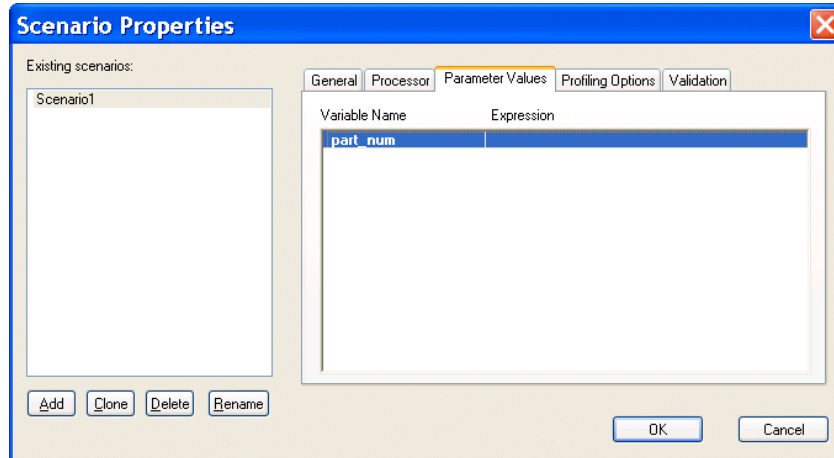 Scenario Properties
Existing scenarios:
Scenario1
Add Clone Delete Rename
General Processor Parameter Values Profiling Options Validation
Variable Name Expression
part_num
OK Cancel